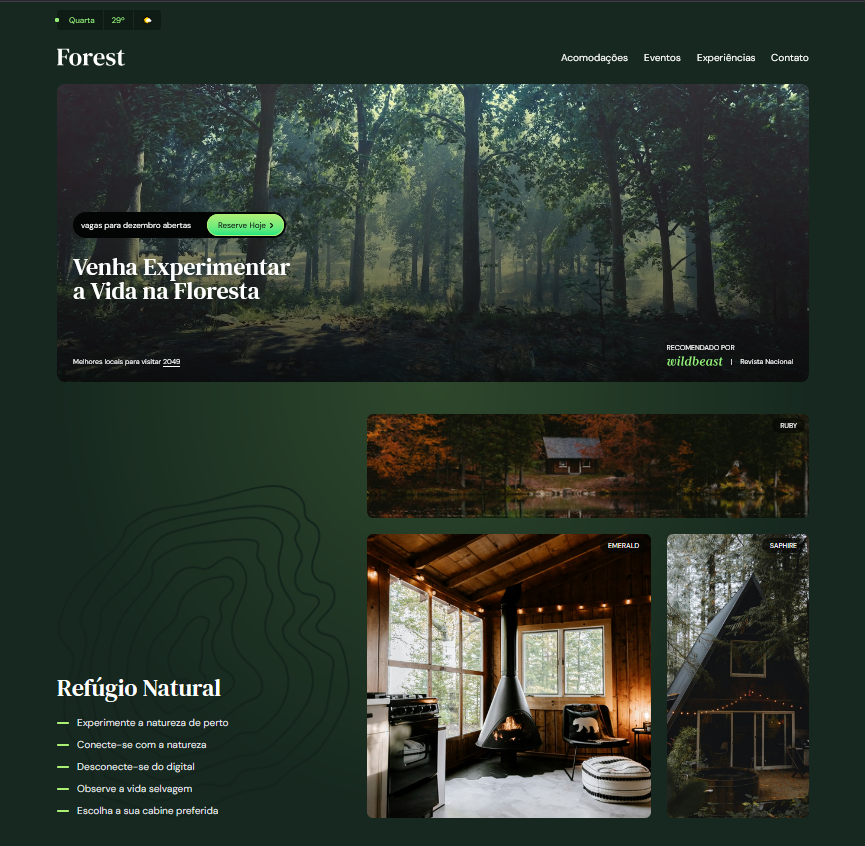 Quarta 29º
Forest
Acomodações Eventos Experiências Contato
vagas para dezembro abertas Reserve Hoje
Venha Experimentar
a Vida na Floresta
Melhores locais para visitar 2049
RECOMENDADO POR
wildbeast | Revista Nacional
RUBY
EMERALD
SAPHIRE
Refúgio Natural
Experimente a natureza de perto
Conecte-se com a natureza
Desconecte-se do digital
Observe a vida selvagem
Escolha a sua cabine preferida